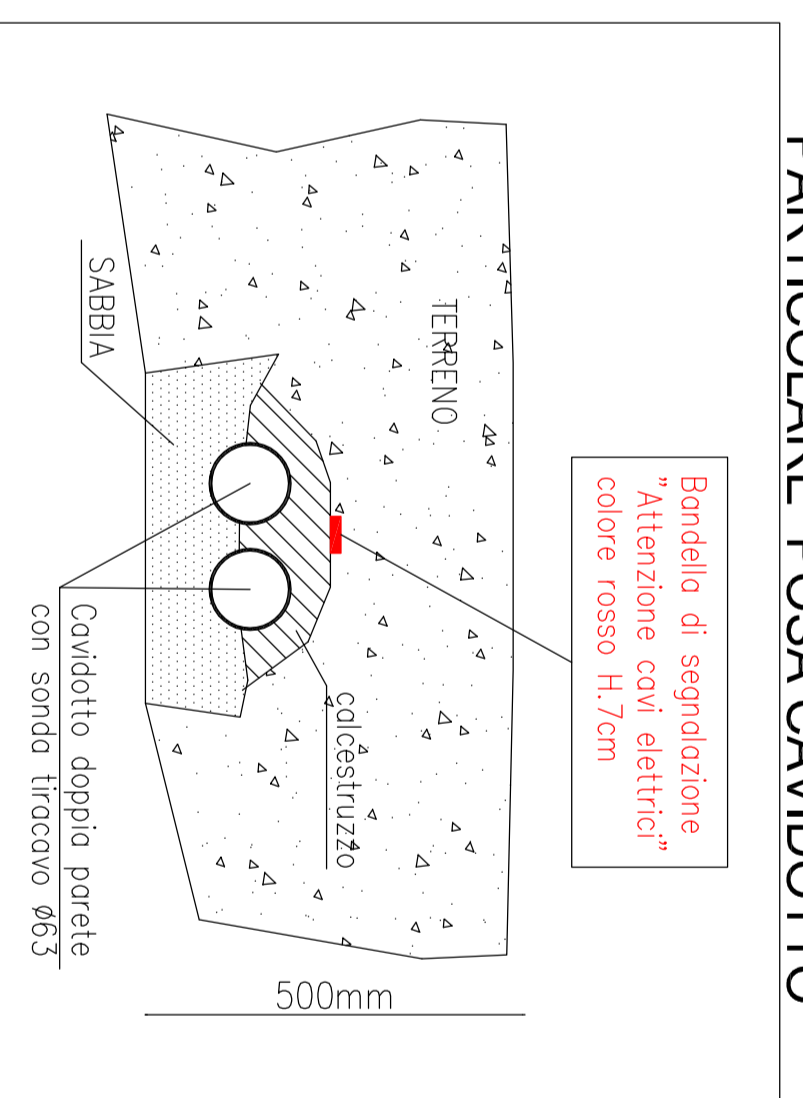 PARTICOLARE POSA CAVIDOTTO
Bandella di segnalazione
"Attenzione cavi elettrici"
colore rosso H.7cm
TERRENO
SABBIA
calcestruzzo
500mm
Cavidotto doppia parete
con sonda tiracavo Ø63